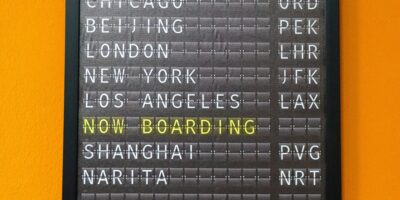 CHICAGO ORD
BEIJING PEK
LONDON LHR
NEW YORK JFK
LOS ANGELES LAX
NOW BOARDING
SHANGHAI PVG
NARITA NRT